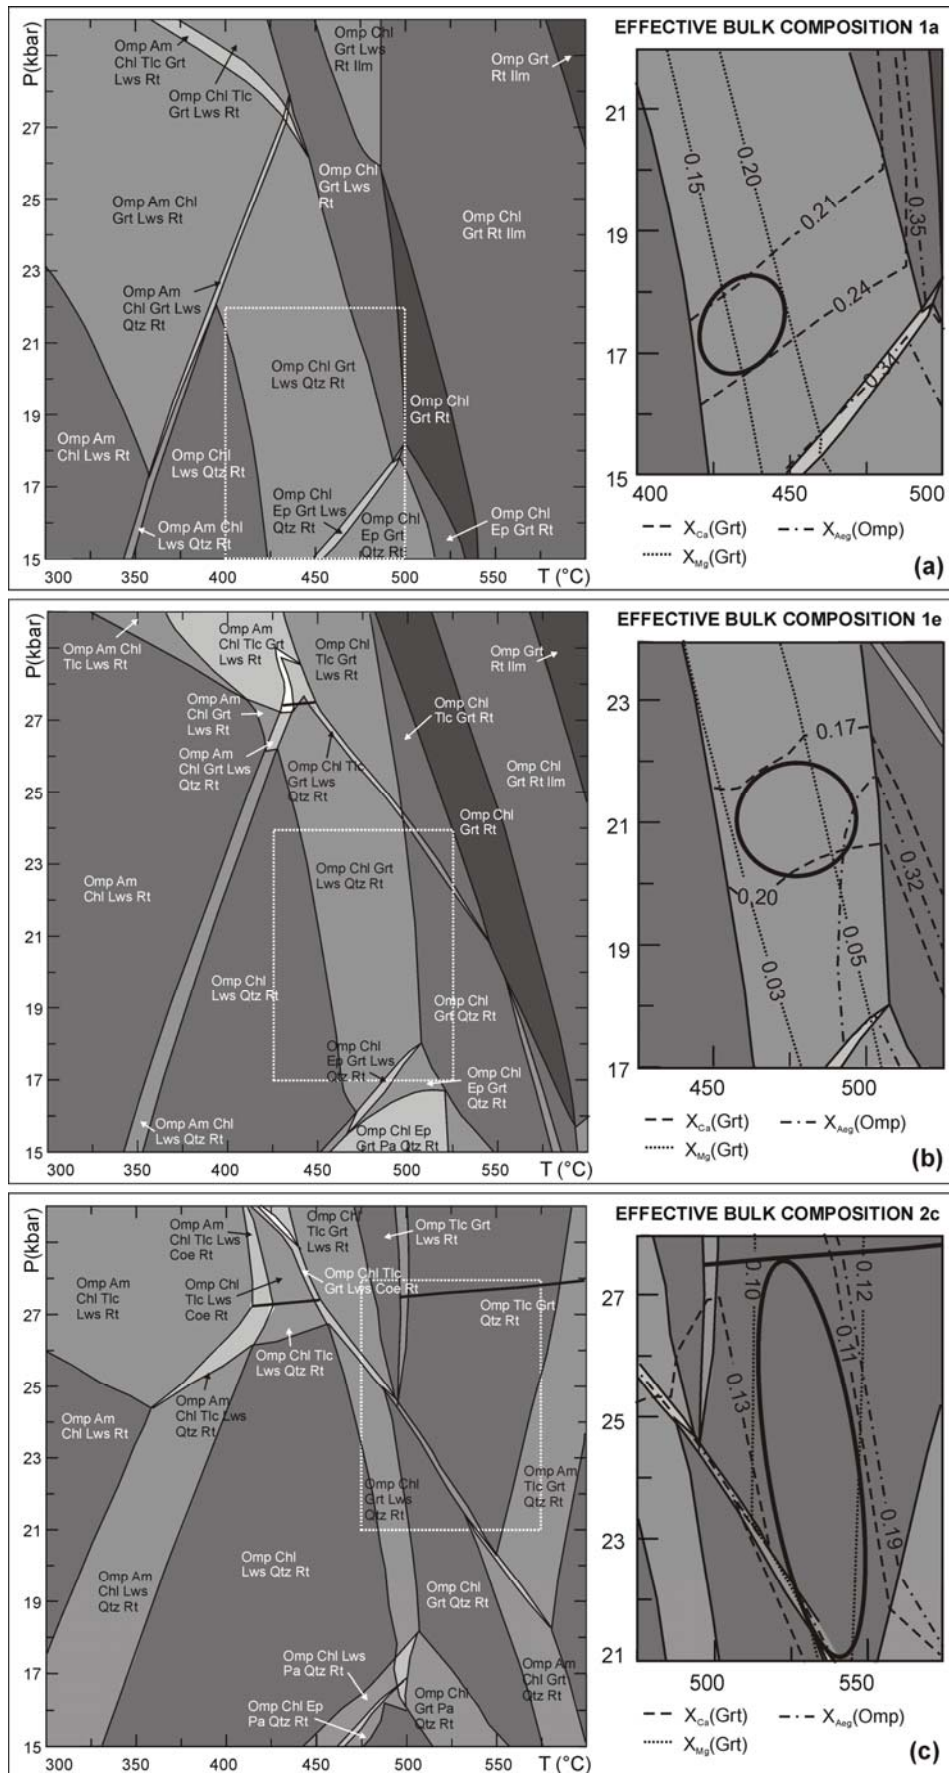 P(kbar)
27
25
23
21
19
17
15
300
350
400
450
500
550
T (°C)
Omp Am
Chl Tlc Grt
Lws Rt
Omp Chl Tlc
Grt Lws Rt
Omp Chl
Grt Lws
Rt Ilm
Omp Grt
Rt Ilm
Omp Am Chl
Grt Lws Rt
Omp Chl
Grt Lws
Rt
Omp Chl
Grt Rt Ilm
Omp Am
Chl Grt Lws
Qtz Rt
Omp Chl Grt
Lws Qtz Rt
Omp Chl
Grt Rt
Omp Am
Chl Lws Rt
Omp Chl
Lws Qtz Rt
Omp Am Chl
Lws Qtz Rt
Omp Chl
Ep Grt Lws
Qtz Rt
Omp Chl
Ep Grt
Qtz Rt
Omp Chl
Ep Grt Rt
EFFECTIVE BULK COMPOSITION 1a
21
19
17
15
400
450
500
0.15
0.20
0.21
0.35
0.24
0.34
XCa(Grt)
XAeg(Omp)
XMg(Grt)
(a)
P(kbar)
27
25
23
21
19
17
15
300
350
400
450
500
550
T (°C)
Omp Am Chl
Tlc Lws Rt
Omp Am
Chl Tlc Grt
Lws Rt
Omp Chl
Tlc Grt
Lws Rt
Omp Grt
Rt Ilm
Omp Am
Chl Grt
Lws Rt
Omp Chl
Tlc Grt Rt
Omp Am
Chl Grt Lws
Qtz Rt
Omp Chl Tlc
Grt Lws Rt
Qtz Rt
Omp Chl
Grt Rt Ilm
Omp Chl
Grt Rt
Omp Am
Chl Lws Rt
Omp Chl Grt
Lws Qtz Rt
Omp Chl
Lws Qtz Rt
Omp Chl
Grt Qtz Rt
Omp Chl
Ep Grt Lws
Qtz Rt
Omp Chl
Ep Grt
Qtz Rt
Omp Am Chl
Lws Qtz Rt
Omp Chl Ep
Grt Pa Qtz Rt
EFFECTIVE BULK COMPOSITION 1e
23
21
19
17
450
500
0.17
0.20
0.32
0.05
0.03
XCa(Grt)
XAeg(Omp)
XMg(Grt)
(b)
P(kbar)
27
25
23
21
19
17
15
300
350
400
450
500
550
T (°C)
Omp Am
Chl Tlc Lws
Coe Rt
Omp Chl
Tlc Grt
Lws Rt
Omp Tlc Grt
Lws Rt
Omp Am
Chl Tlc
Lws Rt
Omp Chl
Tlc Lws
Coe Rt
Omp Chl Tlc
Grt Lws Coe Rt
Omp Tlc Grt
Qtz Rt
Omp Chl Tlc
Lws Qtz Rt
Omp Am
Chl Tlc Lws
Qtz Rt
Omp Am
Chl Lws Rt
Omp Chl
Grt Lws
Qtz Rt
Omp Am
Tlc Grt
Qtz Rt
Omp Chl
Lws Qtz Rt
Omp Am
Chl Lws
Qtz Rt
Omp Chl
Grt Qtz Rt
Omp Chl Lws
Pa Qtz Rt
Omp Chl Ep
Pa Qtz Rt
Omp Chl
Grt Pa
Qtz Rt
Omp Am
Chl Grt
Qtz Rt
EFFECTIVE BULK COMPOSITION 2c
27
25
23
21
500
550
0.10
0.12
0.11
0.13
0.19
XCa(Grt)
XAeg(Omp)
XMg(Grt)
(c)